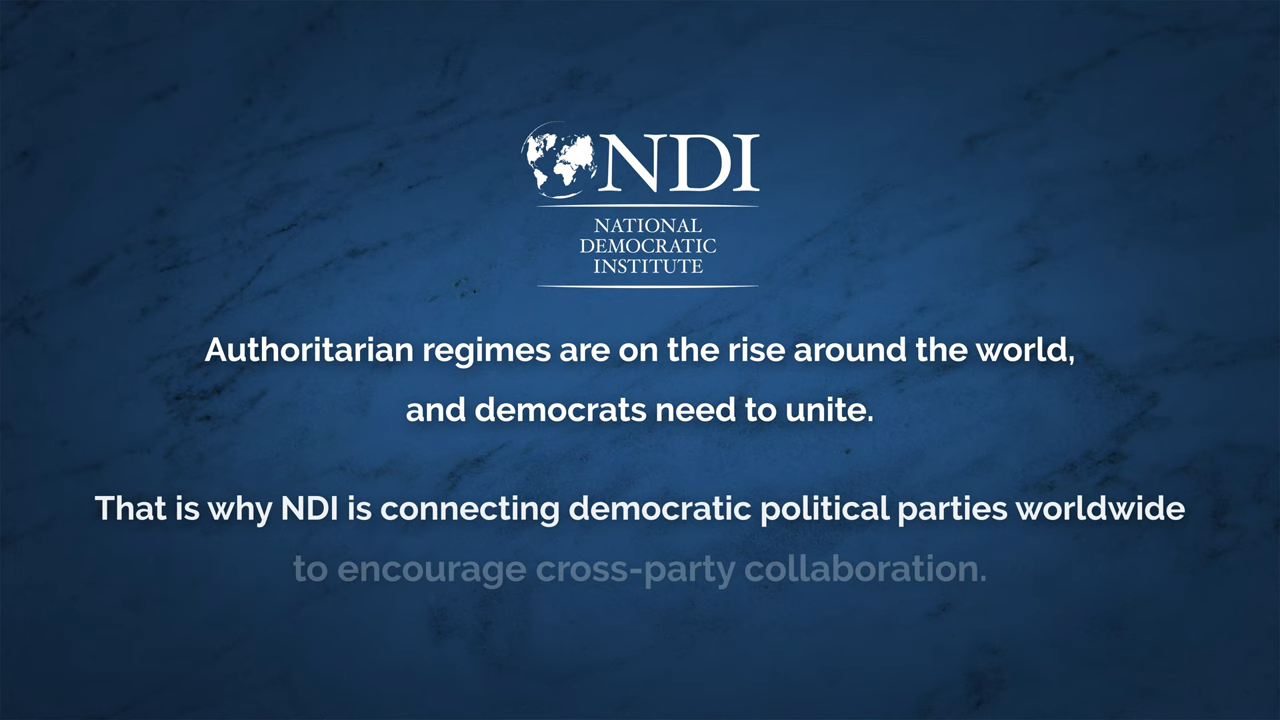 NDI
NATIONAL
DEMOCRATIC
INSTITUTE
Authoritarian regimes are on the rise around the world,
and democrats need to unite.
That is why NDI is connecting democratic political parties worldwide
to encourage cross-party collaboration.